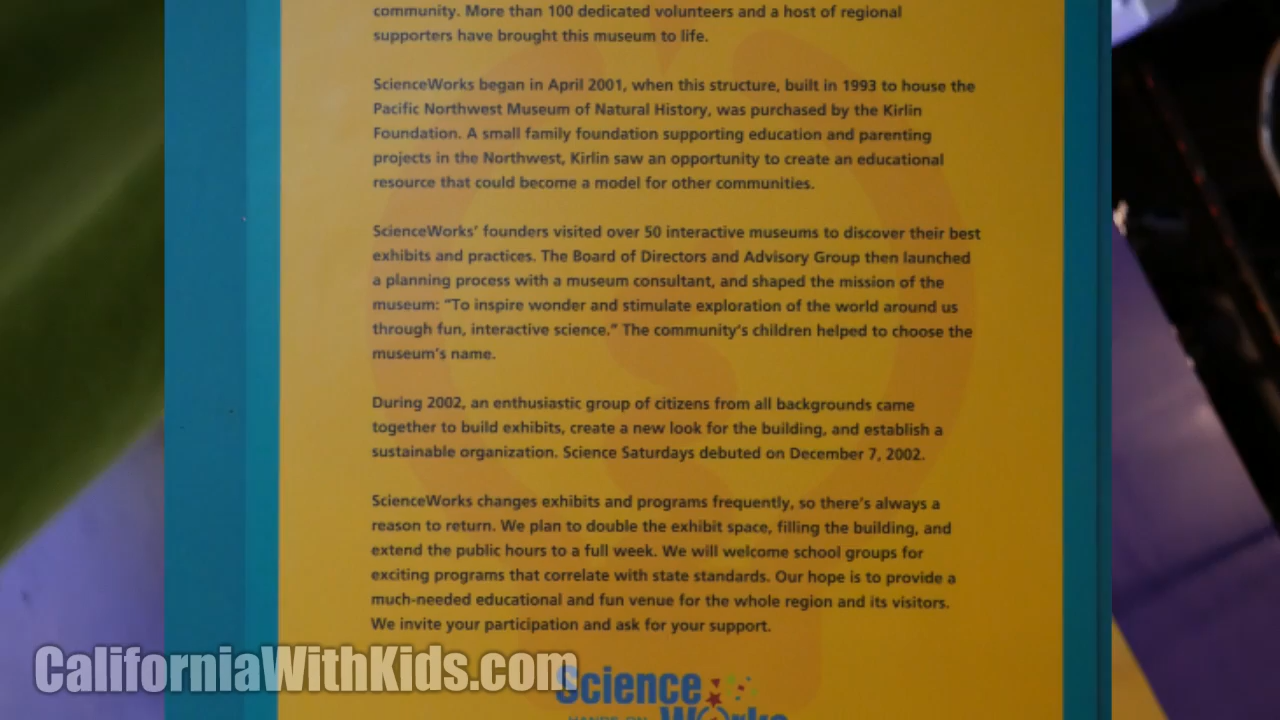 community. More than 100 dedicated volunteers and a host of regional
supporters have brought this museum to life.
ScienceWorks began in April 2001, when this structure, built in 1993 to house the
Pacific Northwest Museum of Natural History, was purchased by the Kirlin
Foundation. A small family foundation supporting education and parenting
projects in the Northwest, Kirlin saw an opportunity to create an educational
resource that could become a model for other communities.
ScienceWorks' founders visited over 50 interactive museums to discover their best
exhibits and practices. The Board of Directors and Advisory Group then launched
a planning process with a museum consultant, and shaped the mission of the
museum: "To inspire wonder and stimulate exploration of the world around us
through fun, interactive science." The community's children helped to choose the
museum's name.
During 2002, an enthusiastic group of citizens from all backgrounds came
together to build exhibits, create a new look for the building, and establish a
sustainable organization. Science Saturdays debuted on December 7, 2002.
ScienceWorks changes exhibits and programs frequently, so there's always a
reason to return. We plan to double the exhibit space, filling the building, and
extend the public hours to a full week. We will welcome school groups for
exciting programs that correlate with state standards. Our hope is to provide a
much-needed educational and fun venue for the whole region and its visitors.
We invite your participation and ask for your support.
CaliforniaWithKids.com
Science
HANDS-ON Works